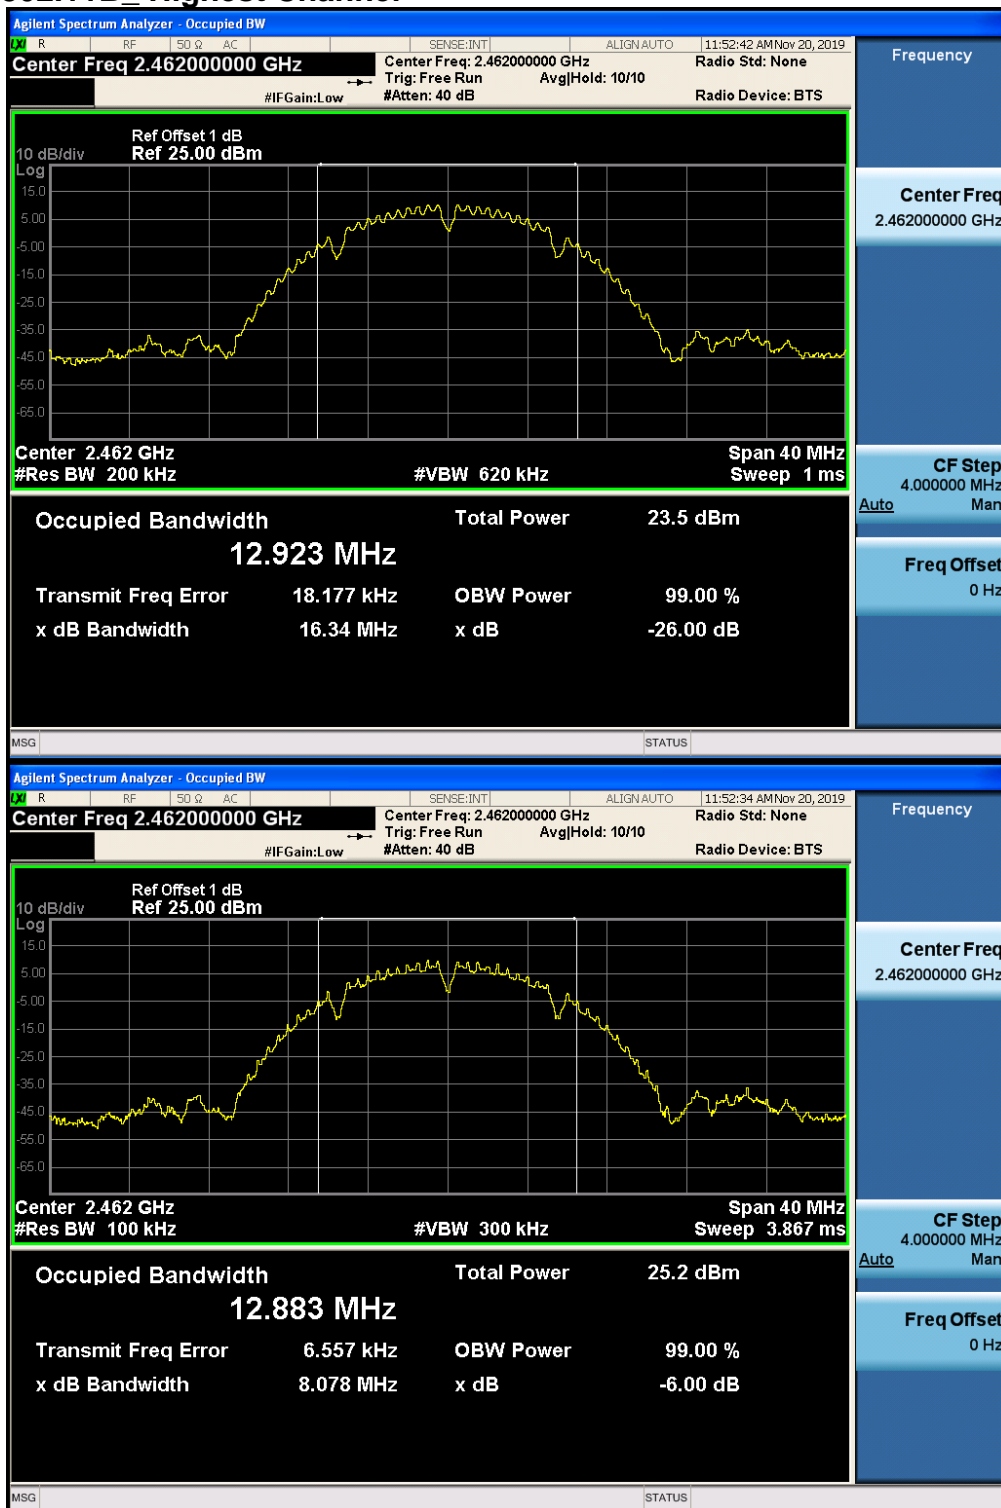 Highest Channel
Agilent Spectrum Analyzer - Occupied BW
LXI R RF 50 Ω AC SENSE:INT ALIGN AUTO 11:52:42 AM Nov 20, 2019
Center Freq 2.462000000 GHz Center Freq: 2.462000000 GHz Radio Std: None Frequency
Trig: Free Run Avg|Hold: 10/10
#IFGain:Low #Atten: 40 dB Radio Device: BTS
Ref Offset 1 dB
10 dB/div Ref 25.00 dBm
Log
15.0
5.00
-5.00
-15.0
-25.0
-35.0
-45.0
-55.0
-65.0
Center Freq
2.462000000 GHz
Center 2.462 GHz Span 40 MHz
#Res BW 200 kHz #VBW 620 kHz Sweep 1 ms
CF Step
4.000000 MHz
Auto Man
Occupied Bandwidth Total Power 23.5 dBm
12.923 MHz
Transmit Freq Error 18.177 kHz OBW Power 99.00 %
x dB Bandwidth 16.34 MHz x dB -26.00 dB
Freq Offset
0 Hz
MSG STATUS
Agilent Spectrum Analyzer - Occupied BW
LXI R RF 50 Ω AC SENSE:INT ALIGN AUTO 11:52:34 AM Nov 20, 2019
Center Freq 2.462000000 GHz Center Freq: 2.462000000 GHz Radio Std: None Frequency
Trig: Free Run Avg|Hold: 10/10
#IFGain:Low #Atten: 40 dB Radio Device: BTS
Ref Offset 1 dB
10 dB/div Ref 25.00 dBm
Log
15.0
5.00
-5.00
-15.0
-25.0
-35.0
-45.0
-55.0
-65.0
Center Freq
2.462000000 GHz
Center 2.462 GHz Span 40 MHz
#Res BW 100 kHz #VBW 300 kHz Sweep 3.867 ms
CF Step
4.000000 MHz
Auto Man
Occupied Bandwidth Total Power 25.2 dBm
12.883 MHz
Transmit Freq Error 6.557 kHz OBW Power 99.00 %
x dB Bandwidth 8.078 MHz x dB -6.00 dB
Freq Offset
0 Hz
MSG STATUS